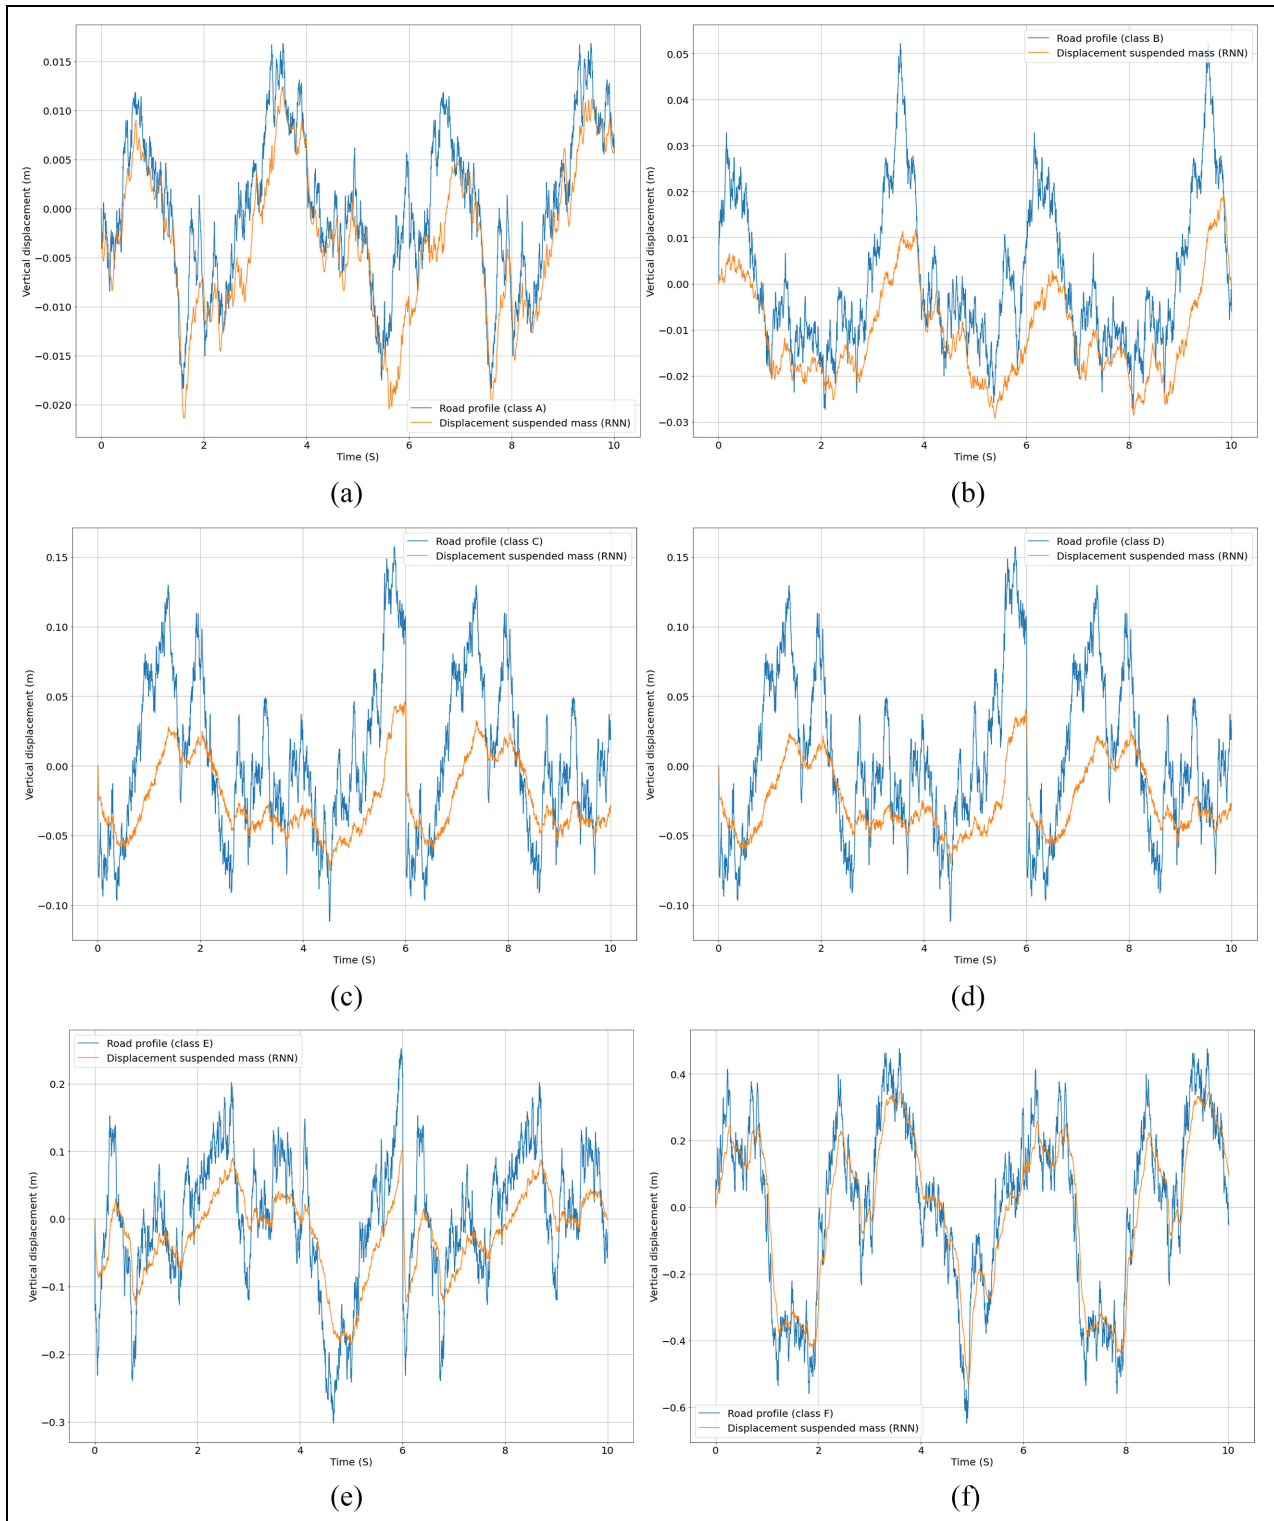 0.015
0.010
0.005
0.000
−0.005
−0.010
−0.015
−0.020
Vertical displacement (m)
Road profile (class A)
Displacement suspended mass (RNN)
0 2 4 6 8 10
Time (S)
(a)
0.05
0.04
0.03
0.02
0.01
0.00
−0.01
−0.02
−0.03
Vertical displacement (m)
Road profile (class B)
Displacement suspended mass (RNN)
0 2 4 6 8 10
Time (S)
(b)
0.15
0.10
0.05
0.00
−0.05
−0.10
Vertical displacement (m)
Road profile (class C)
Displacement suspended mass (RNN)
0 2 4 6 8 10
Time (S)
(c)
0.15
0.10
0.05
0.00
−0.05
−0.10
Vertical displacement (m)
Road profile (class D)
Displacement suspended mass (RNN)
0 2 4 6 8 10
Time (S)
(d)
Road profile (class E)
Displacement suspended mass (RNN)
0.2
0.1
0.0
−0.1
−0.2
−0.3
Vertical displacement (m)
0 2 4 6 8 10
Time (S)
(e)
0.4
0.2
0.0
−0.2
−0.4
−0.6
Vertical displacement (m)
Road profile (class F)
Displacement suspended mass (RNN)
0 2 4 6 8 10
Time (S)
(f)